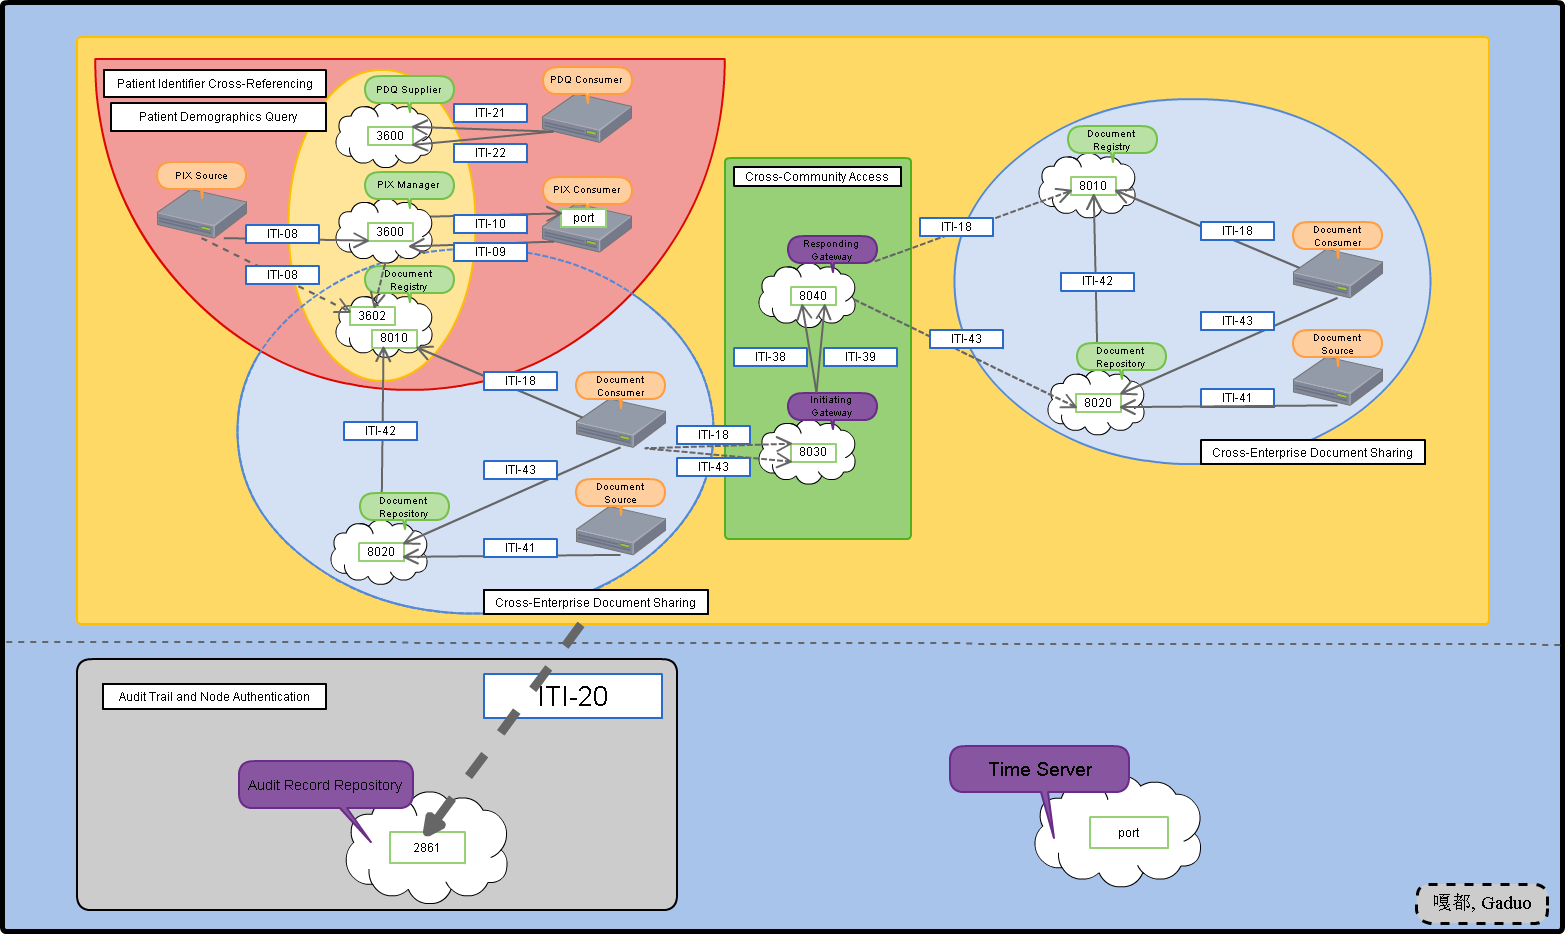 Patient Identifier Cross-Referencing
Patient Demographics Query
PDQ Supplier
3600
ITI-21
ITI-22
PDQ Consumer
PIX Source
PIX Manager
3600
PIX Consumer
port
ITI-10
ITI-09
ITI-08
ITI-08
Document
Registry
3602
8010
ITI-18
Document
Consumer
ITI-42
ITI-43
Document
Source
Document
Repository
8020
ITI-41
Cross-Enterprise Document Sharing
ITI-18
ITI-43
Cross-Community Access
Responding
Gateway
8040
ITI-38
ITI-39
Initiating
Gateway
8030
ITI-18
ITI-43
Document
Registry
8010
ITI-18
Document
Consumer
ITI-42
ITI-43
Document
Source
Document
Repository
8020
ITI-41
Cross-Enterprise Document Sharing
Audit Trail and Node Authentication
ITI-20
Audit Record Repository
2861
Time Server
port
嘎都, Gaduo